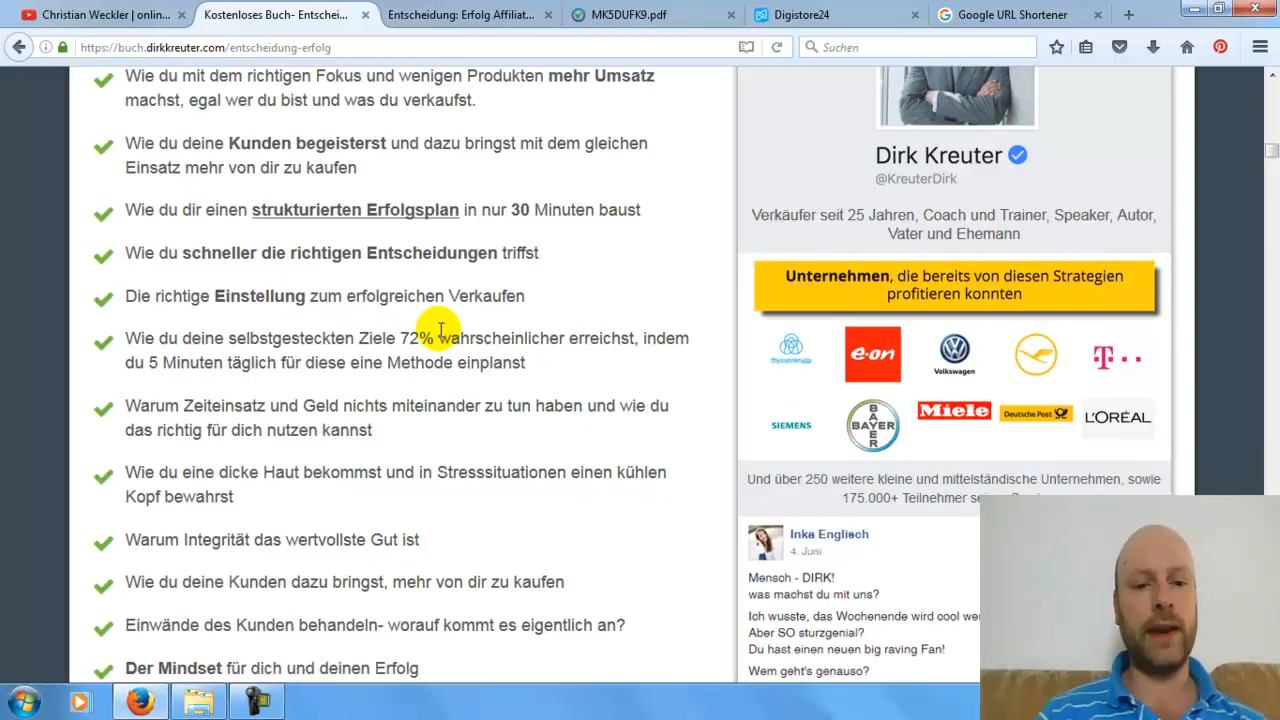 Christian Weckler | onlin...
Kostenloses Buch- Entschei...
Entscheidung: Erfolg Affiliat...
MK5DUFK9.pdf
Digistore24
Google URL Shortener
https://buch.dirkkreuter.com/entscheidung-erfolg
Suchen
Wie du mit dem richtigen Fokus und wenigen Produkten mehr Umsatz
machst, egal wer du bist und was du verkaufst.
Wie du deine Kunden begeisterst und dazu bringst mit dem gleichen
Einsatz mehr von dir zu kaufen
Wie du dir einen strukturierten Erfolgsplan in nur 30 Minuten baust
Wie du schneller die richtigen Entscheidungen triffst
Die richtige Einstellung zum erfolgreichen Verkaufen
Wie du deine selbstgesteckten Ziele 72% wahrscheinlicher erreichst, indem
du 5 Minuten täglich für diese eine Methode einplanst
Warum Zeiteinsatz und Geld nichts miteinander zu tun haben und wie du
das richtig für dich nutzen kannst
Wie du eine dicke Haut bekommst und in Stresssituationen einen kühlen
Kopf bewahrst
Warum Integrität das wertvollste Gut ist
Wie du deine Kunden dazu bringst, mehr von dir zu kaufen
Einwände des Kunden behandeln- worauf kommt es eigentlich an?
Der Mindset für dich und deinen Erfolg
Dirk Kreuter
@KreuterDirk
Verkäufer seit 25 Jahren, Coach und Trainer, Speaker, Autor,
Vater und Ehemann
Unternehmen, die bereits von diesen Strategien
profitieren konnten
thyssenkrupp
e·on
Volkswagen
T
SIEMENS
BAYER
BAYER
Miele
Deutsche Post
L'ORÉAL
Und über 250 weitere kleine und mittelständische Unternehmen, sowie
175.000+ Teilnehmer
Inka Englisch
4. Juni
Mensch - DIRK!
was machst du mit uns?
Ich wusste, das Wochenende wird cool
Aber SO sturzgenial?
Du hast einen neuen big raving Fan!
Wem geht's genauso?